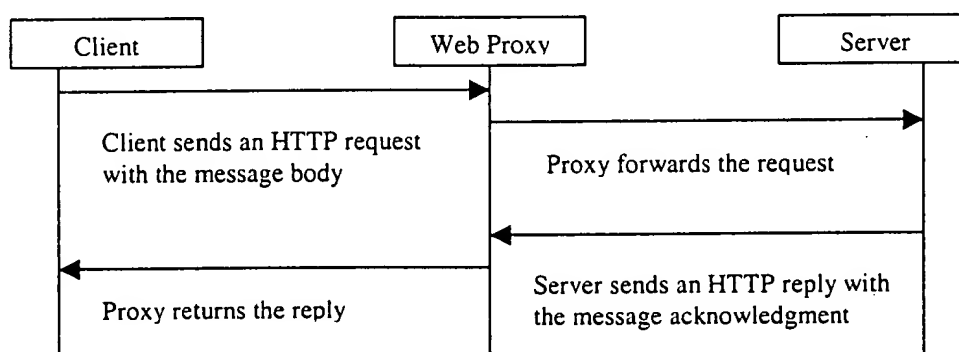 Client
Web Proxy
Server
Client sends an HTTP request
with the message body
Proxy forwards the request
Proxy returns the reply
Server sends an HTTP reply with
the message acknowledgment